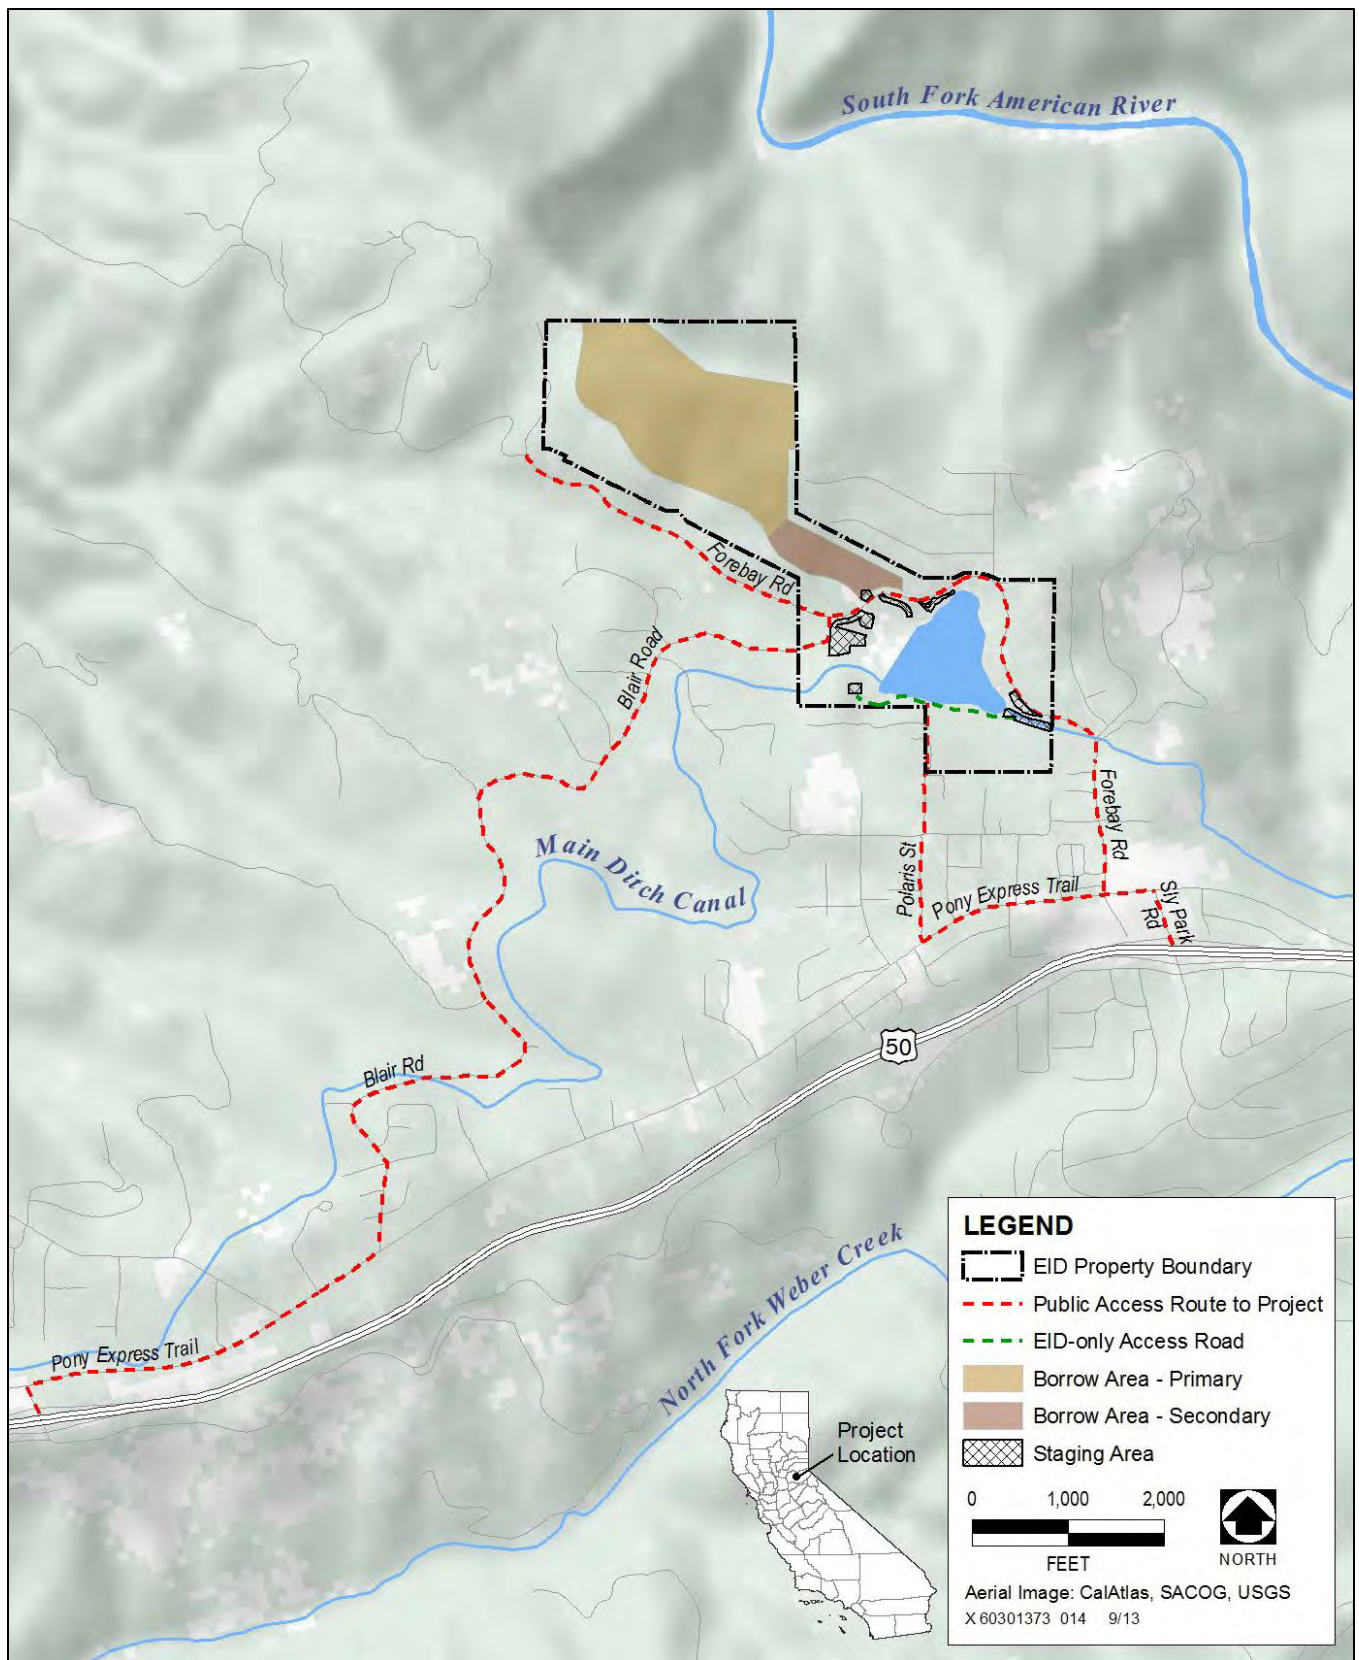 South Fork American River
Forebay Rd
Blair Road
Main Ditch Canal
Polaris St
Forebay Rd
Pony Express Trail
Sly Park
Rd
50
Blair Rd
Pony Express Trail
North Fork Weber Creek
Project
Location
LEGEND
EID Property Boundary
Public Access Route to Project
EID-only Access Road
Borrow Area - Primary
Borrow Area - Secondary
Staging Area
0 1,000 2,000
FEET
NORTH
Aerial Image: CalAtlas, SACOG, USGS
X 60301373 014 9/13